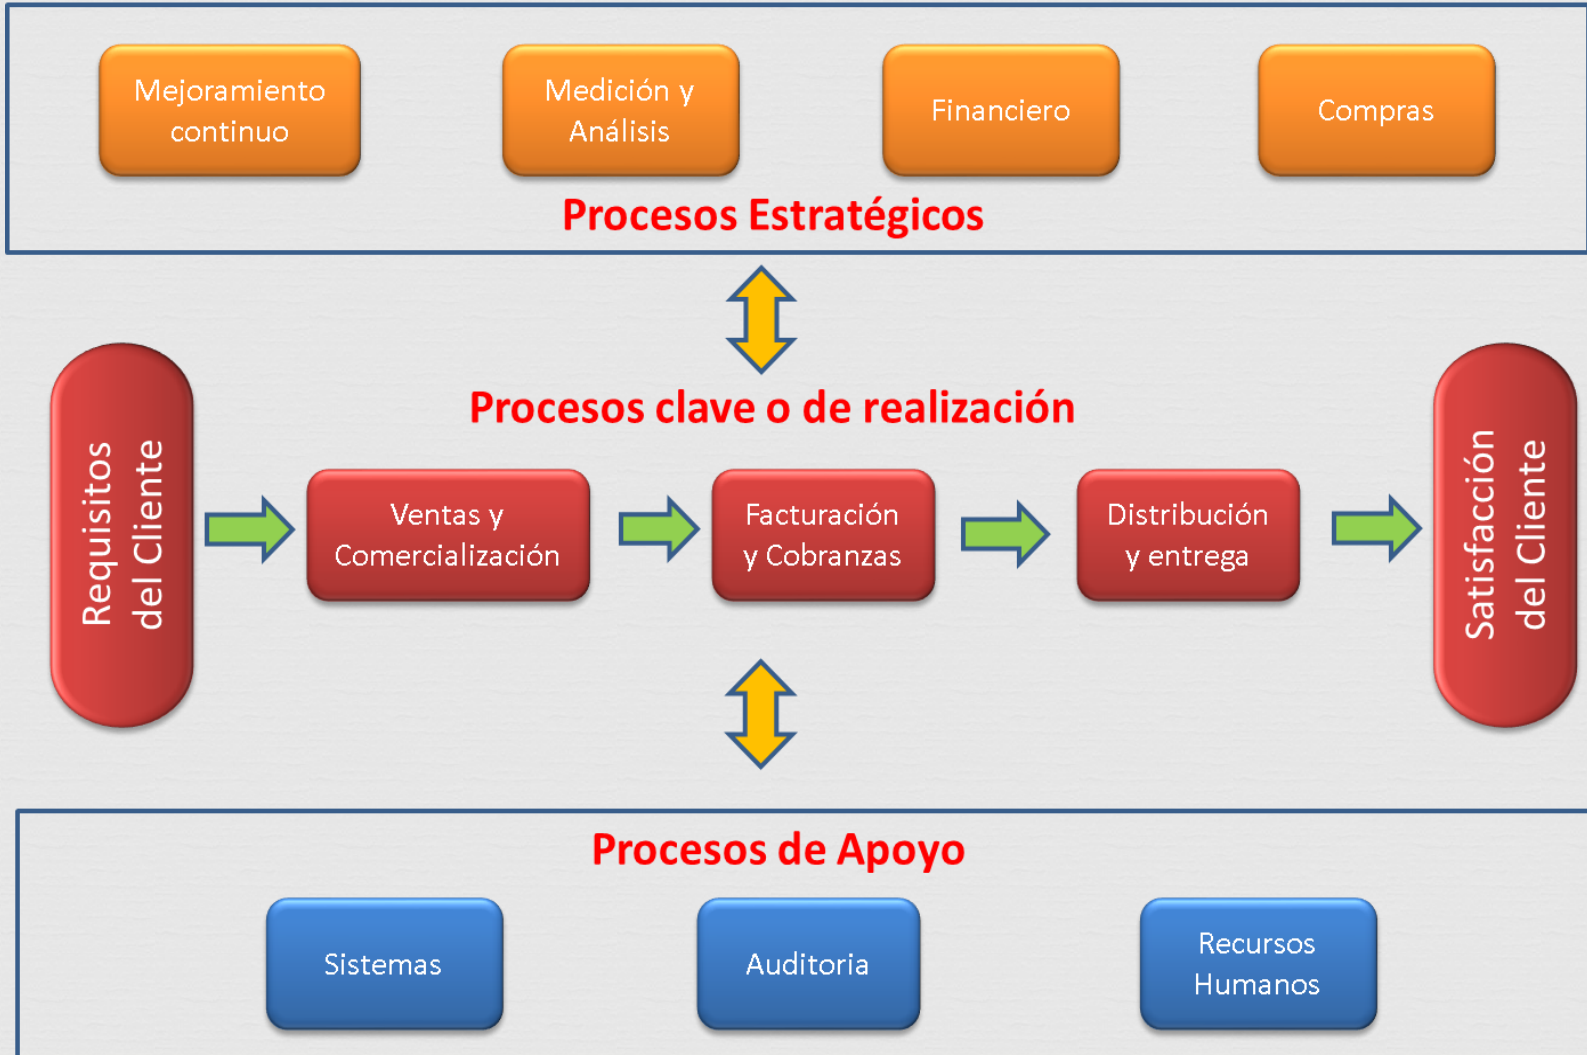 Mejoramiento
continuo
Medición y
Análisis
Financiero
Compras
Procesos Estratégicos
Procesos clave o de realización
Requisitos
del Cliente
Ventas y
Comercialización
Facturación
y Cobranzas
Distribución
y entrega
Satisfacción
del Cliente
Procesos de Apoyo
Sistemas
Auditoria
Recursos
Humanos